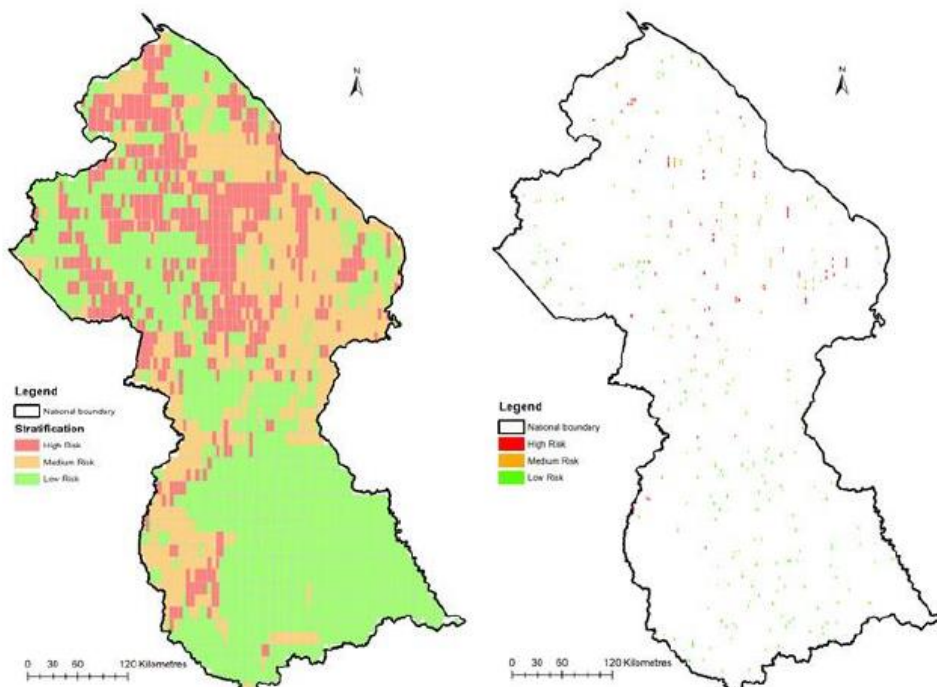 N
Legend
National boundary
Stratification
High Risk
Medium Risk
Low Risk
0 30 60 120 Kilometres
N
Legend
National boundary
High Risk
Medium Risk
Low Risk
0 30 60 120 Kilometres